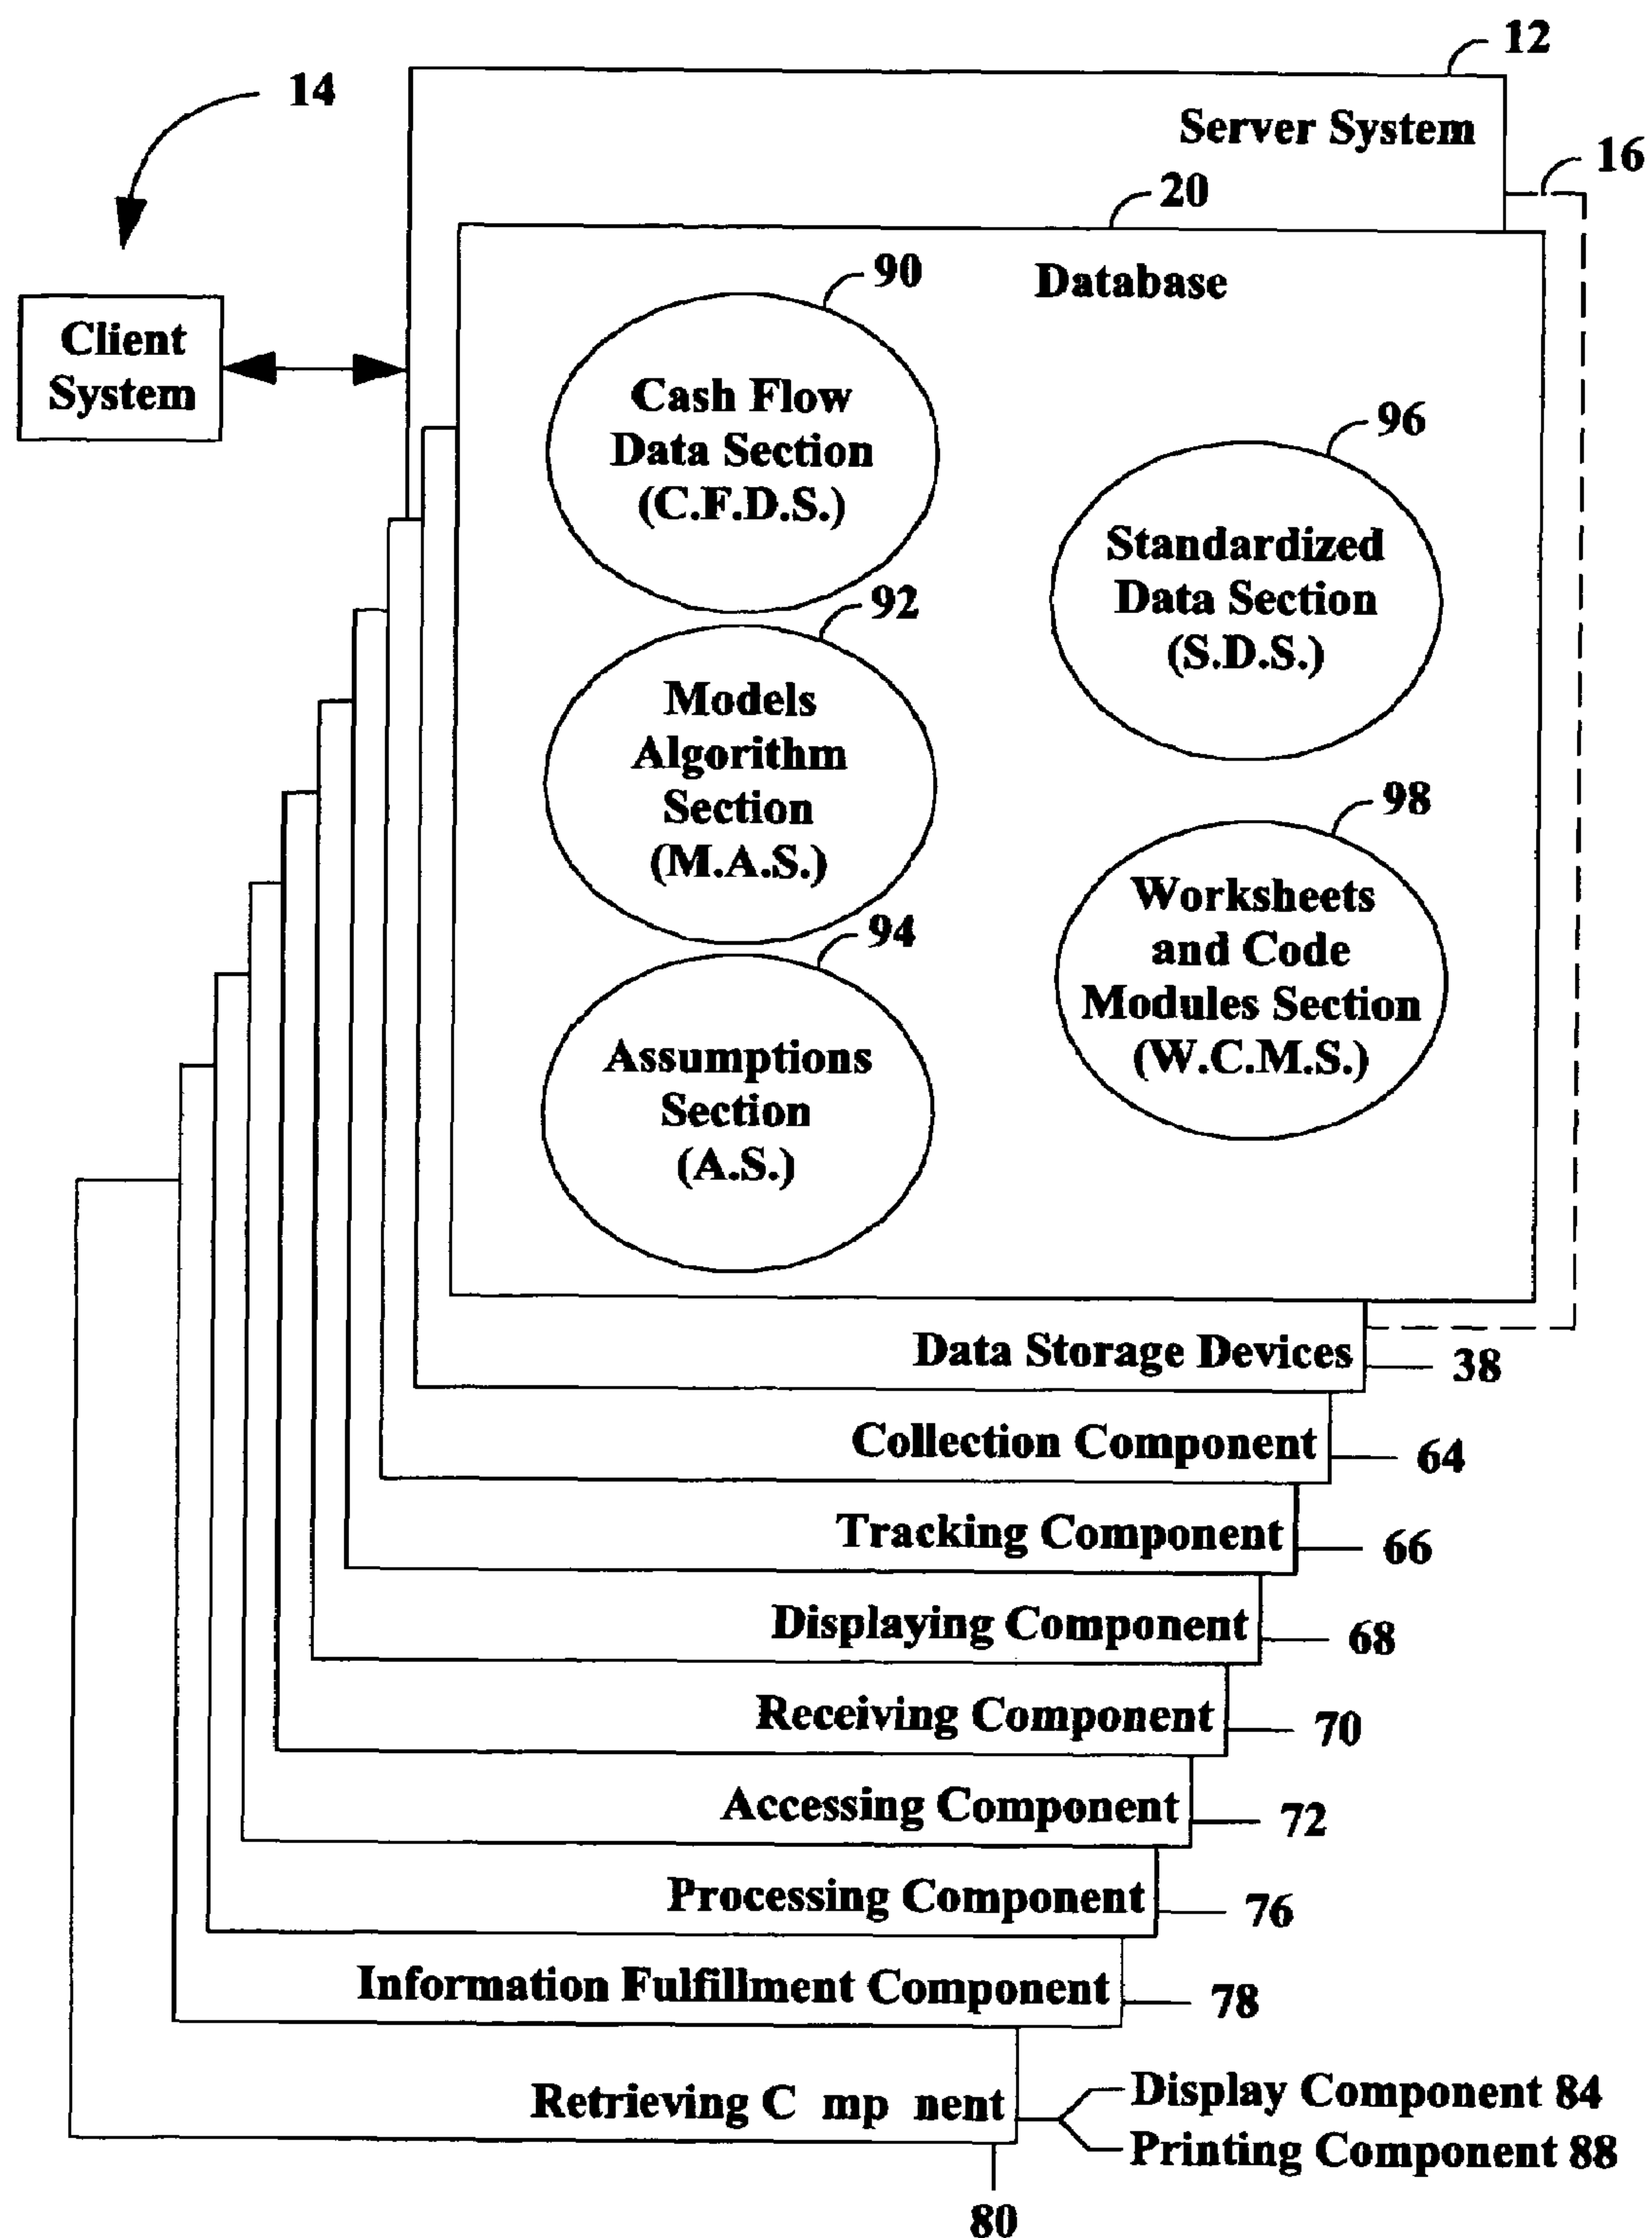 12
14
Server System
16
20
Database
Client
System
90
Cash Flow
Data Section
(C.F.D.S.)
96
Standardized
Data Section
(S.D.S.)
92
Models
Algorithm
Section
(M.A.S.)
98
Worksheets
and Code
Modules Section
(W.C.M.S.)
94
Assumptions
Section
(A.S.)
Data Storage Devices 38
Collection Component 64
Tracking Component 66
Displaying Component 68
Receiving Component 70
Accessing Component 72
Processing Component 76
Information Fulfillment Component 78
Retrieving C mp nent
Display Component 84
Printing Component 88
80